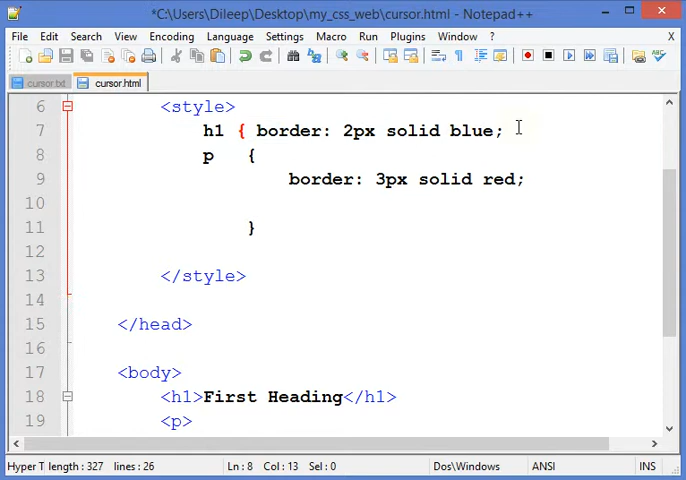 *C:\Users\Dileep\Desktop\my_css_web\cursor.html - Notepad++
File Edit Search View Encoding Language Settings Macro Run Plugins Window ? X
cursor.txt cursor.html
6 <style>
7 h1 { border: 2px solid blue;
8 p {
9 border: 3px solid red;
10
11 }
12
13 </style>
14
15 </head>
16
17 <body>
18 <h1>First Heading</h1>
19 <p>
Hyper T length : 327 lines : 26 Ln : 8 Col : 13 Sel : 0 Dos\Windows ANSI INS